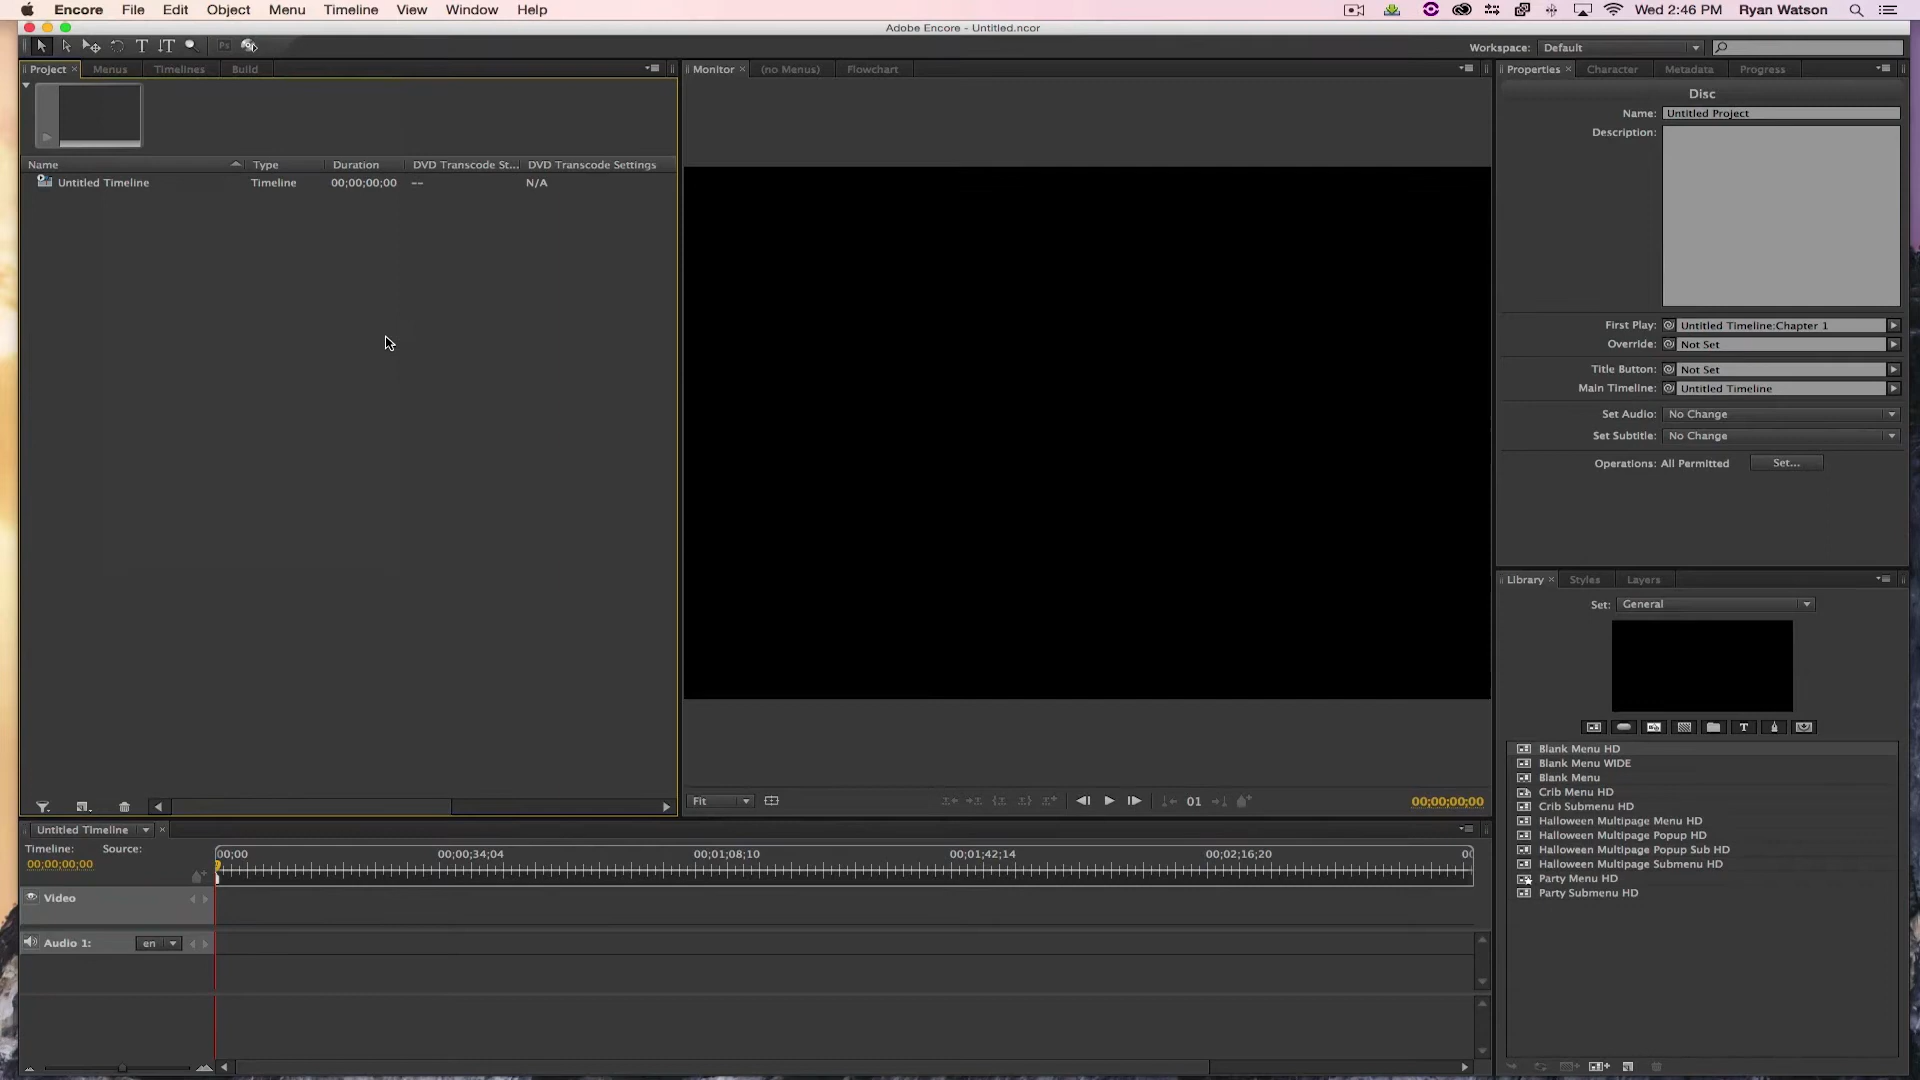 Encore File Edit Object Menu Timeline View Window Help Wed 2:46 PM Ryan Watson
Adobe Encore - Untitled.ncor
T T Ps
Workspace: Default
Project × Menus Timelines Build
Monitor × (no Menus) Flowchart
Properties × Character Metadata Progress
Disc
Name: Untitled Project
Description:
Name Type Duration DVD Transcode St... DVD Transcode Settings
Untitled Timeline Timeline 00;00;00;00 -- N/A
First Play: Untitled Timeline:Chapter 1
Override: Not Set
Title Button: Not Set
Main Timeline: Untitled Timeline
Set Audio: No Change
Set Subtitle: No Change
Operations: All Permitted Set...
Library × Styles Layers
Set: General
T
Blank Menu HD
Blank Menu WIDE
Blank Menu
Crib Menu HD
Crib Submenu HD
Halloween Multipage Menu HD
Halloween Multipage Popup HD
Halloween Multipage Popup Sub HD
Halloween Multipage Submenu HD
Party Menu HD
Party Submenu HD
Fit 01 00;00;00;00
Untitled Timeline ×
Timeline: Source:
00;00;00;00
00;00 00;00;34;04 00;01;08;10 00;01;42;14 00;02;16;20
Video
Audio 1: en